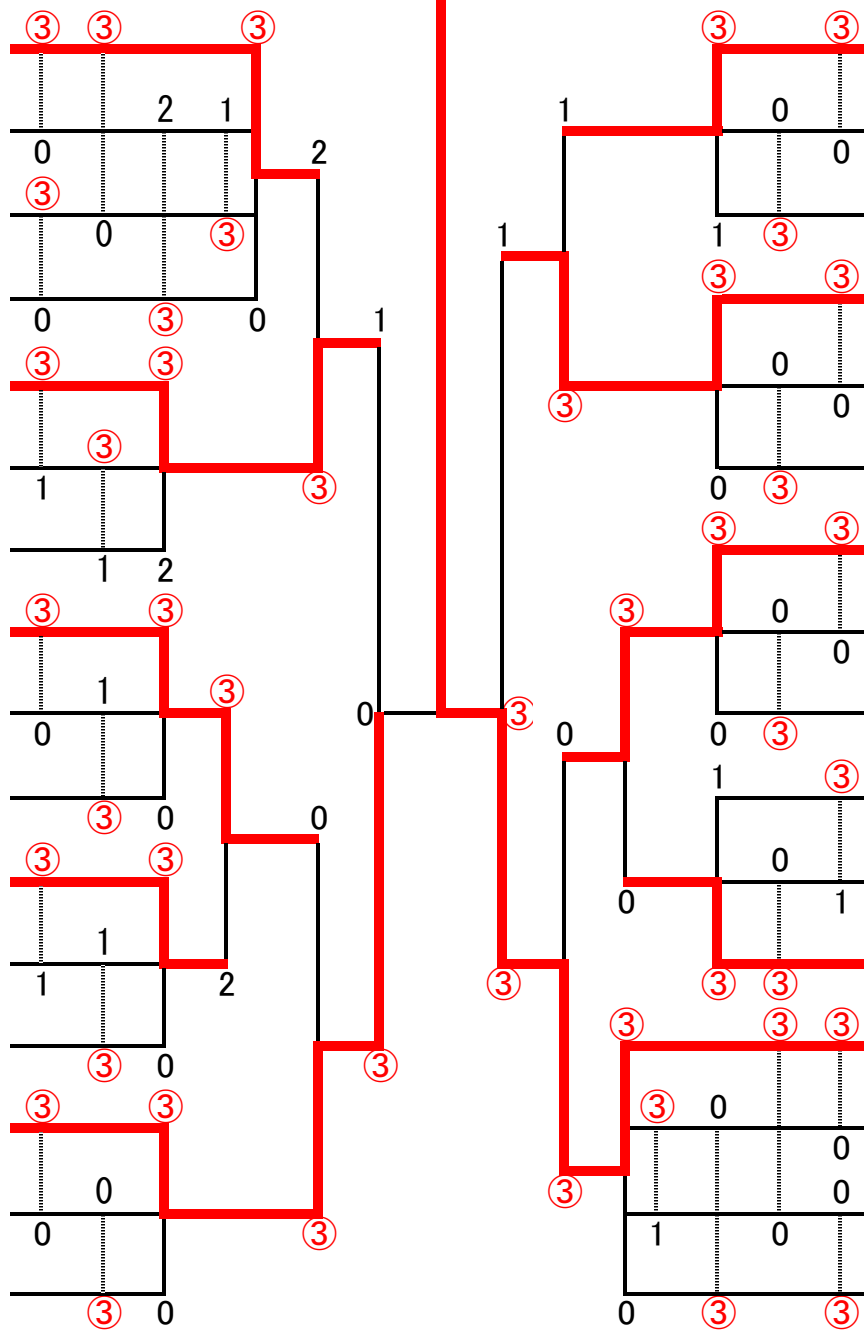 ③ ③ ③ ③ ③
2 1 1 0
0 2 0
③
0 ③ 1 1 ③
③ ③
0 ③ 0 1
③ ③ 0
③ ③ 0
1 ③ ③ 0 ③
③ ③
1 2
③ ③ ③ 0
1 ③ 0
0 0 ③ 0 0 ③
1 ③
③ 0 0
③ ③ 0
1 0 1
1 2 ③ ③ ③
③ ③ ③ ③
③ 0 ③
③ ③ ③ 0
0
0 ③ 0
0 ③ 1 0
③ 0 0 ③ ③